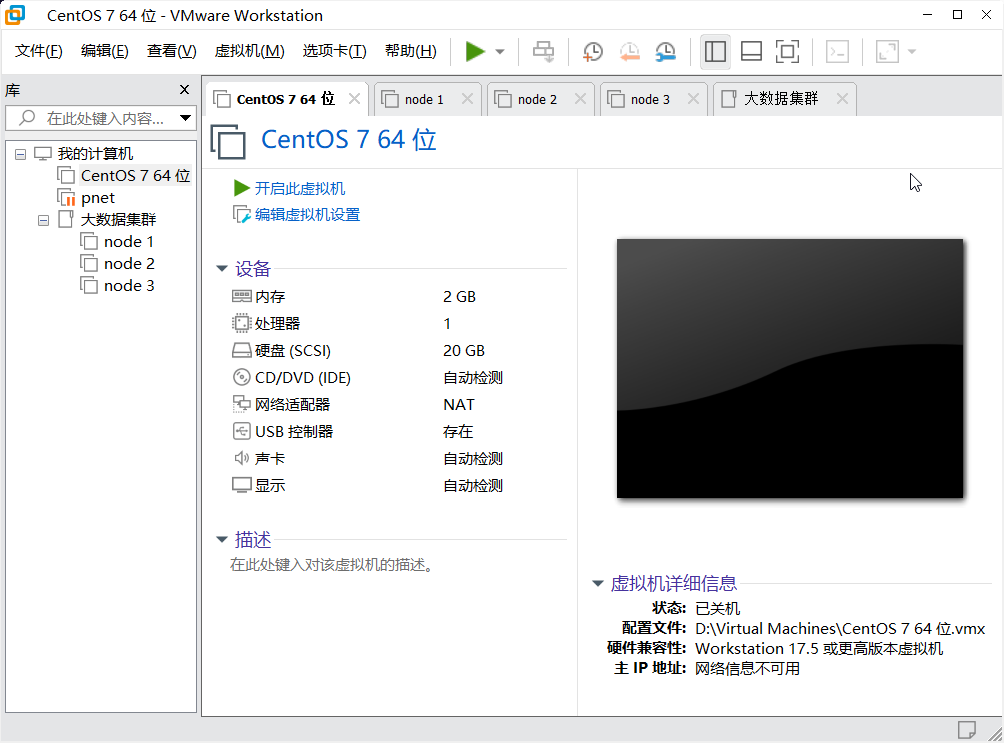 CentOS 7 64 位 - VMware Workstation
文件(F) 编辑(E) 查看(V) 虚拟机(M) 选项卡(T) 帮助(H)
库
在此处键入内容...
我的计算机
CentOS 7 64 位
pnet
大数据集群
node 1
node 2
node 3
CentOS 7 64 位 node 1 node 2 node 3 大数据集群
CentOS 7 64 位
开启此虚拟机
编辑虚拟机设置
设备
内存 2 GB
处理器 1
硬盘 (SCSI) 20 GB
CD/DVD (IDE) 自动检测
网络适配器 NAT
USB 控制器 存在
声卡 自动检测
显示 自动检测
描述
在此处键入对该虚拟机的描述。
虚拟机详细信息
状态: 已关机
配置文件: D:\Virtual Machines\CentOS 7 64 位.vmx
硬件兼容性: Workstation 17.5 或更高版本虚拟机
主 IP 地址: 网络信息不可用